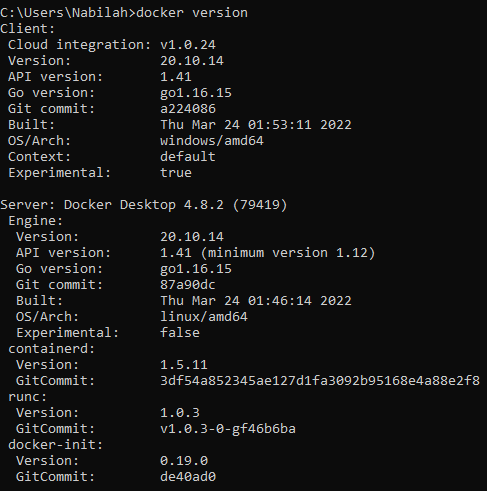 C:\Users\Nabilah>docker version
Client:
 Cloud integration: v1.0.24
 Version:           20.10.14
 API version:       1.41
 Go version:        go1.16.15
 Git commit:        a224086
 Built:             Thu Mar 24 01:53:11 2022
 OS/Arch:           windows/amd64
 Context:           default
 Experimental:      true

Server: Docker Desktop 4.8.2 (79419)
 Engine:
  Version:          20.10.14
  API version:      1.41 (minimum version 1.12)
  Go version:       go1.16.15
  Git commit:       87a90dc
  Built:            Thu Mar 24 01:46:14 2022
  OS/Arch:          linux/amd64
  Experimental:     false
 containerd:
  Version:          1.5.11
  GitCommit:        3df54a852345ae127d1fa3092b95168e4a88e2f8
 runc:
  Version:          1.0.3
  GitCommit:        v1.0.3-0-gf46b6ba
 docker-init:
  Version:          0.19.0
  GitCommit:        de40ad0